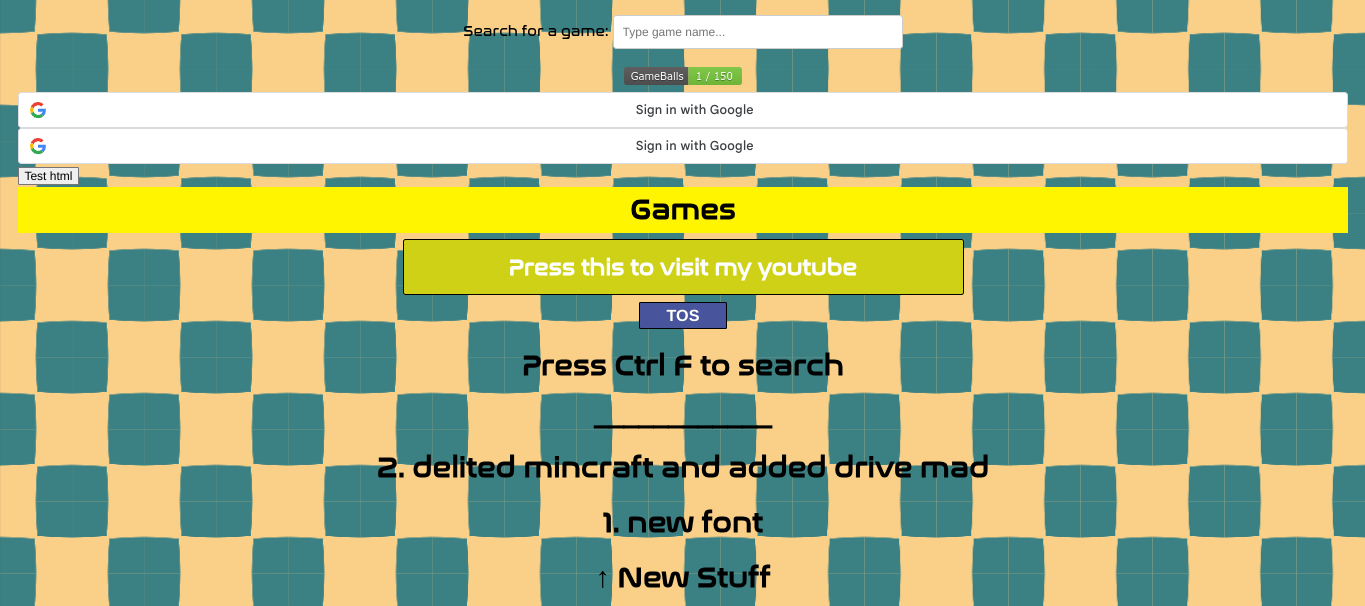 Search for a game: Type game name...
GameBalls 1 / 150
Sign in with Google
Sign in with Google
Test html
Games
Press this to visit my youtube
TOS
Press Ctrl F to search
____________
2. delited mincraft and added drive mad
1. new font
↑ New Stuff